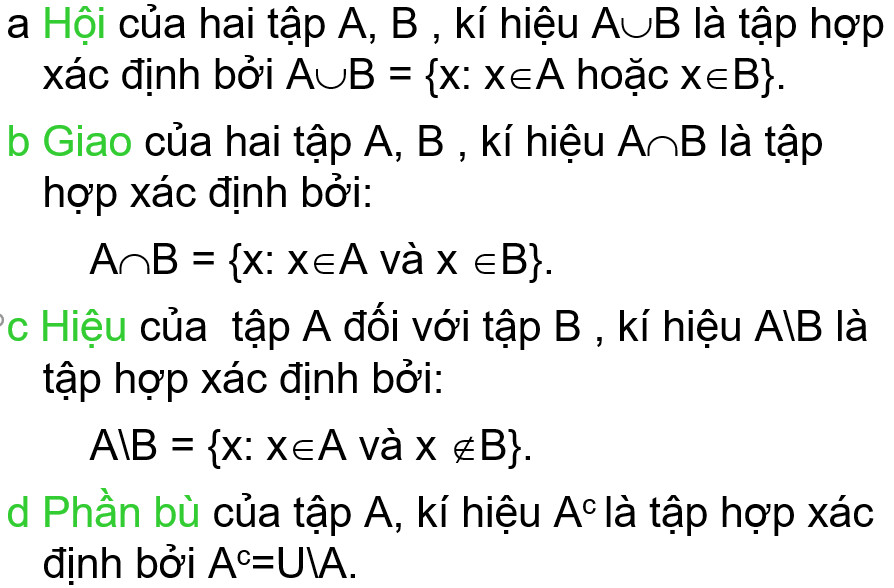 a Hội của hai tập A, B , kí hiệu A∪B là tập hợp
xác định bởi A∪B = {x: x∈A hoặc x∈B}.
b Giao của hai tập A, B , kí hiệu A∩B là tập
hợp xác định bởi:
A∩B = {x: x∈A và x ∈B}.
c Hiệu của tập A đối với tập B , kí hiệu A\B là
tập hợp xác định bởi:
A\B = {x: x∈A và x ∉B}.
d Phần bù của tập A, kí hiệu Aᶜ là tập hợp xác
định bởi Aᶜ=U\A.